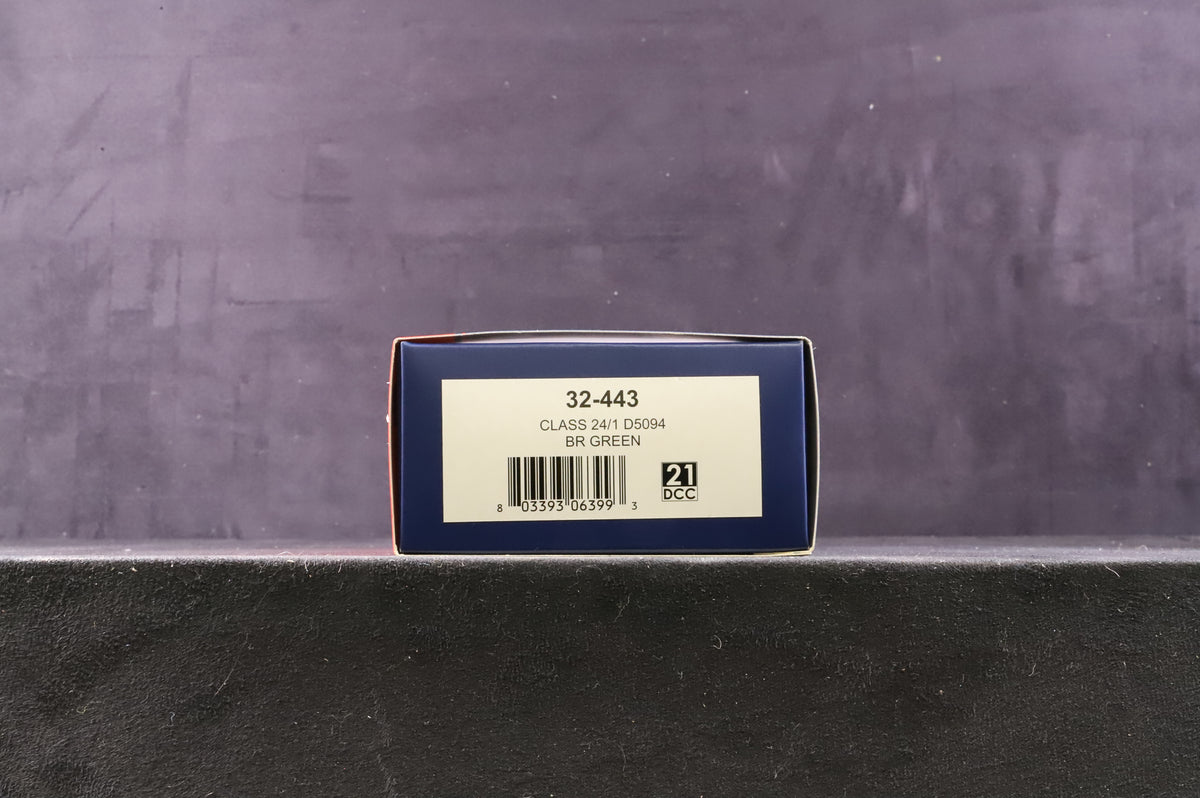 32-443
CLASS 24/1 D5094
BR GREEN
8 03393 06399 3
21
DCC